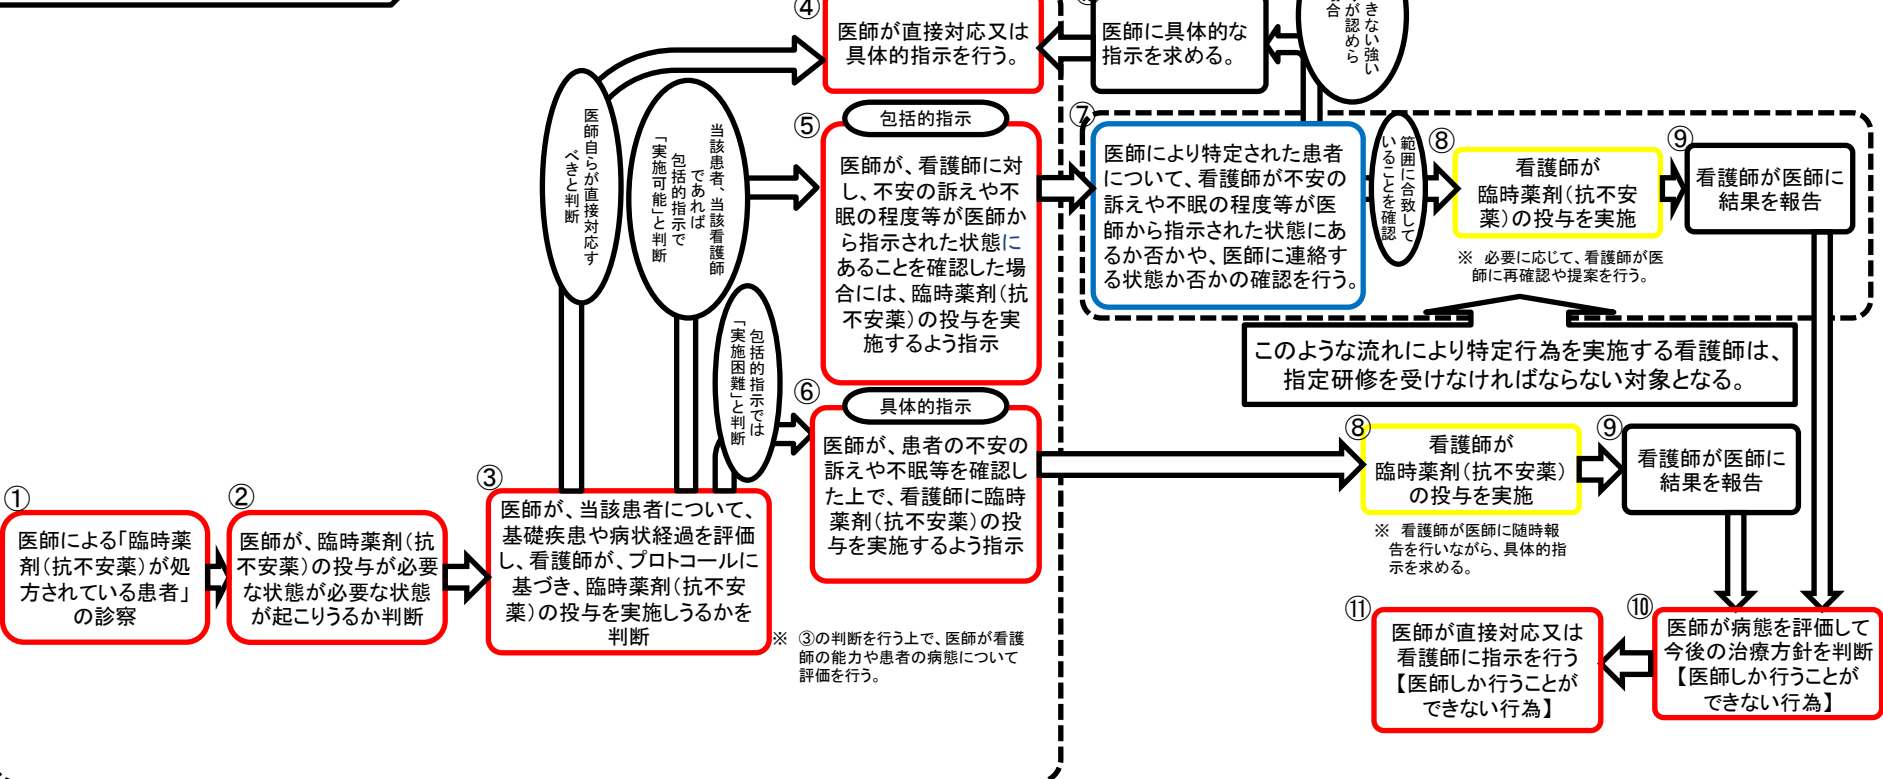 ④
医師が直接対応又は
具体的指示を行う。
医師に具体的な
指示を求める。
きない強い
が認めら
合
医師自らが直接対応す
べきと判断
当該患者、当該看護師
であれば
包括的指示で
「実施可能」と判断
包括的指示では
「実施困難」と判断
⑤
包括的指示
医師が、看護師に対
し、不安の訴えや不
眠の程度等が医師か
ら指示された状態に
あることを確認した場
合には、臨時薬剤(抗
不安薬)の投与を実
施するよう指示
⑦
医師により特定された患者
について、看護師が不安の
訴えや不眠の程度等が医
師から指示された状態にあ
るか否かや、医師に連絡す
る状態か否かの確認を行う。
範囲に合致して
いることを確認
⑧
看護師が
臨時薬剤(抗不安
薬)の投与を実施
※ 必要に応じて、看護師が医
師に再確認や提案を行う。
⑨
看護師が医師に
結果を報告
このような流れにより特定行為を実施する看護師は、
指定研修を受けなければならない対象となる。
⑥
具体的指示
医師が、患者の不安の
訴えや不眠等を確認し
た上で、看護師に臨時
薬剤(抗不安薬)の投
与を実施するよう指示
⑧
看護師が
臨時薬剤(抗不安薬)
の投与を実施
※ 看護師が医師に随時報
告を行いながら、具体的指
示を求める。
⑨
看護師が医師に
結果を報告
①
医師による「臨時薬
剤(抗不安薬)が処
方されている患者」
の診察
②
医師が、臨時薬剤(抗
不安薬)の投与が必要
な状態が必要な状態
が起こりうるか判断
③
医師が、当該患者について、
基礎疾患や病状経過を評価
し、看護師が、プロトコールに
基づき、臨時薬剤(抗不安
薬)の投与を実施しうるかを
判断
※ ③の判断を行う上で、医師が看護
師の能力や患者の病態について
評価を行う。
⑪
医師が直接対応又は
看護師に指示を行う
【医師しか行うことが
できない行為】
⑩
医師が病態を評価して
今後の治療方針を判断
【医師しか行うことが
できない行為】